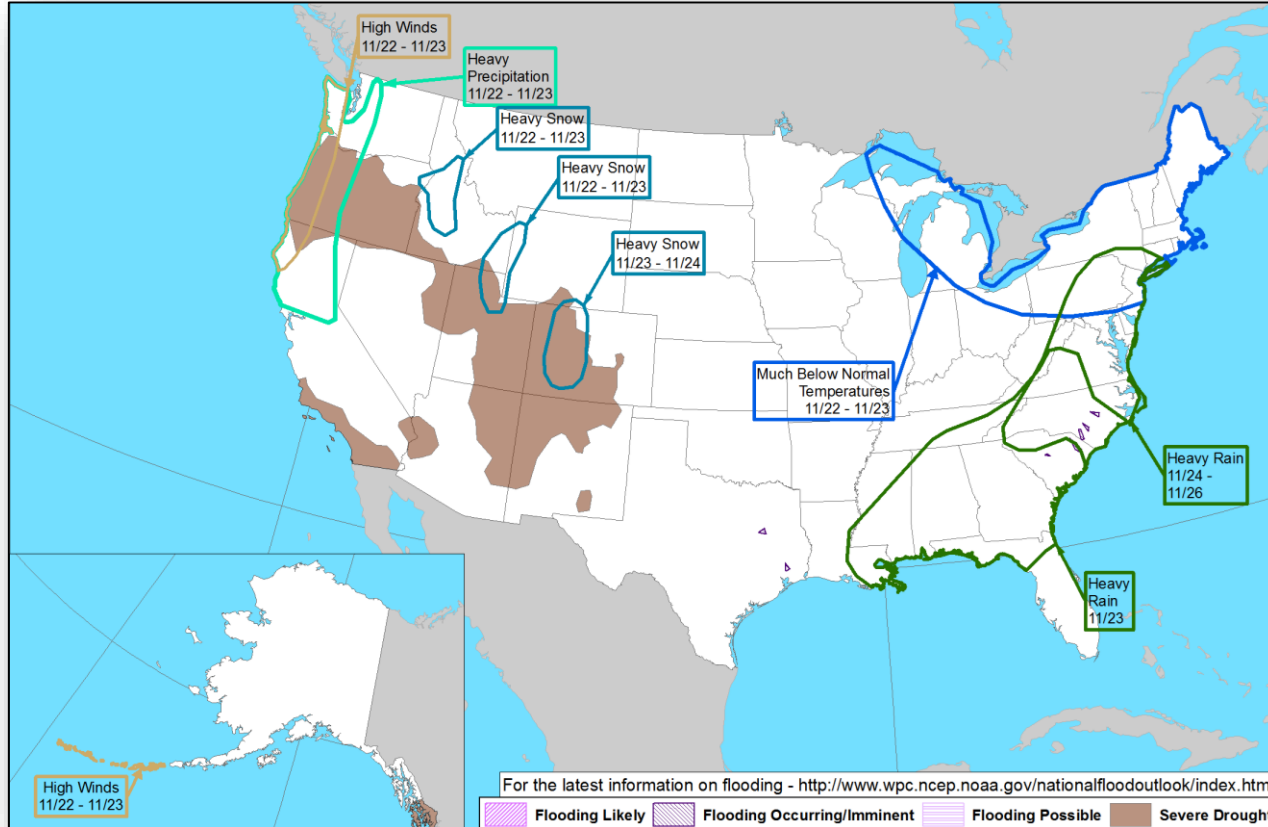 High Winds
11/22 - 11/23
Heavy
Precipitation
11/22 - 11/23
Heavy Snow
11/22 - 11/23
Heavy Snow
11/22 - 11/23
Heavy Snow
11/23 - 11/24
Much Below Normal
Temperatures
11/22 - 11/23
Heavy Rain
11/24 -
11/26
Heavy
Rain
11/23
High Winds
11/22 - 11/23
For the latest information on flooding - http://www.wpc.ncep.noaa.gov/nationalfloodoutlook/index.htm
Flooding Likely
Flooding Occurring/Imminent
Flooding Possible
Severe Drought